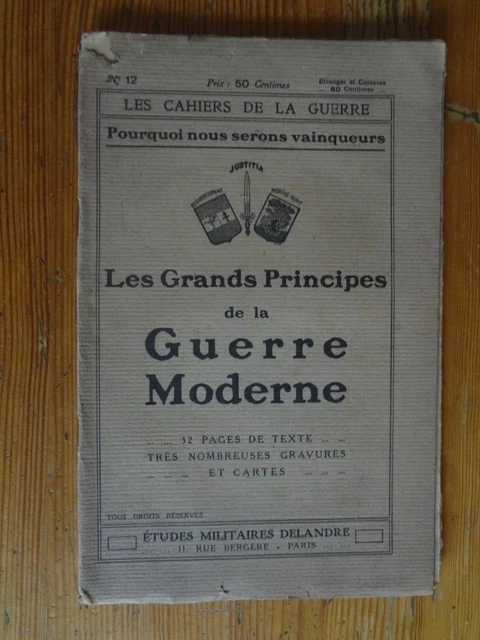 N° 12
Prix : 50 Centimes
Etranger et Colonies
... 60 Centimes ...
LES CAHIERS DE LA GUERRE
Pourquoi nous serons vainqueurs
JUSTITIA
Les Grands Principes
de la
Guerre
Moderne
... ... 32 PAGES DE TEXTE ... ...
TRÈS NOMBREUSES GRAVURES
... ... ... ET CARTES ... ... ...
TOUS DROITS RÉSERVÉS
ÉTUDES MILITAIRES DELANDRE
... ... 11, RUE BERGÈRE - PARIS ... ...